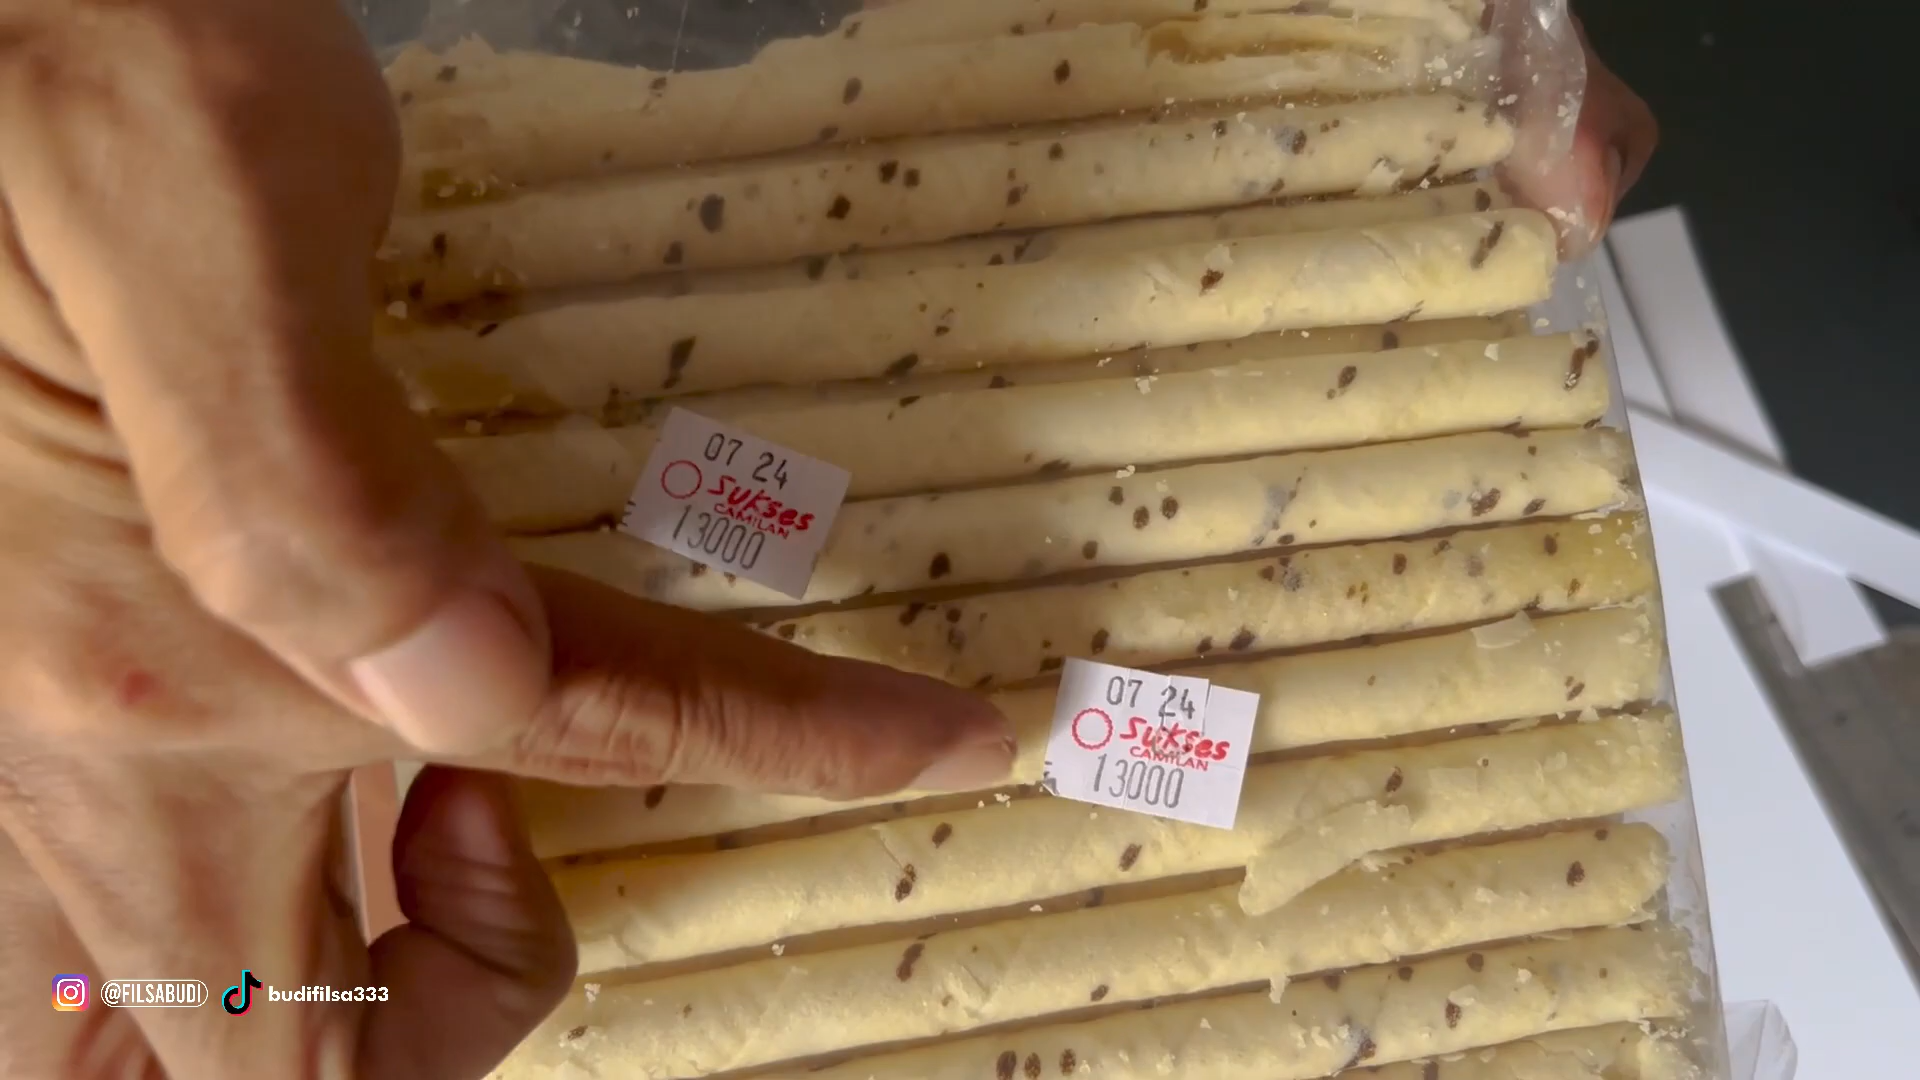 07 24
Sukses
CAMILAN
13000
07 24
Sukses
CAMILAN
13000
@FILSABUDI
budifilsa333